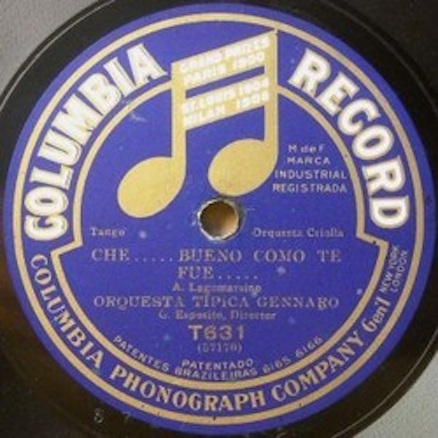 COLUMBIA RECORD
GRAND PRIZES
PARIS 1900
ST. LOUIS 1904
MILAN 1906
M de F
MARCA
INDUSTRIAL
REGISTRADA
Tango
Orquesta Criolla
CHE.....BUENO COMO TE
FUE.....
A. Lagomarsino
ORQUESTA TÍPICA GENNARO
G. Esposito, Director
T631
(57170)
PATENTADO
PATENTES BRAZILEIRAS 6165 6166
COLUMBIA PHONOGRAPH COMPANY Gen'l
NEW YORK
LONDON